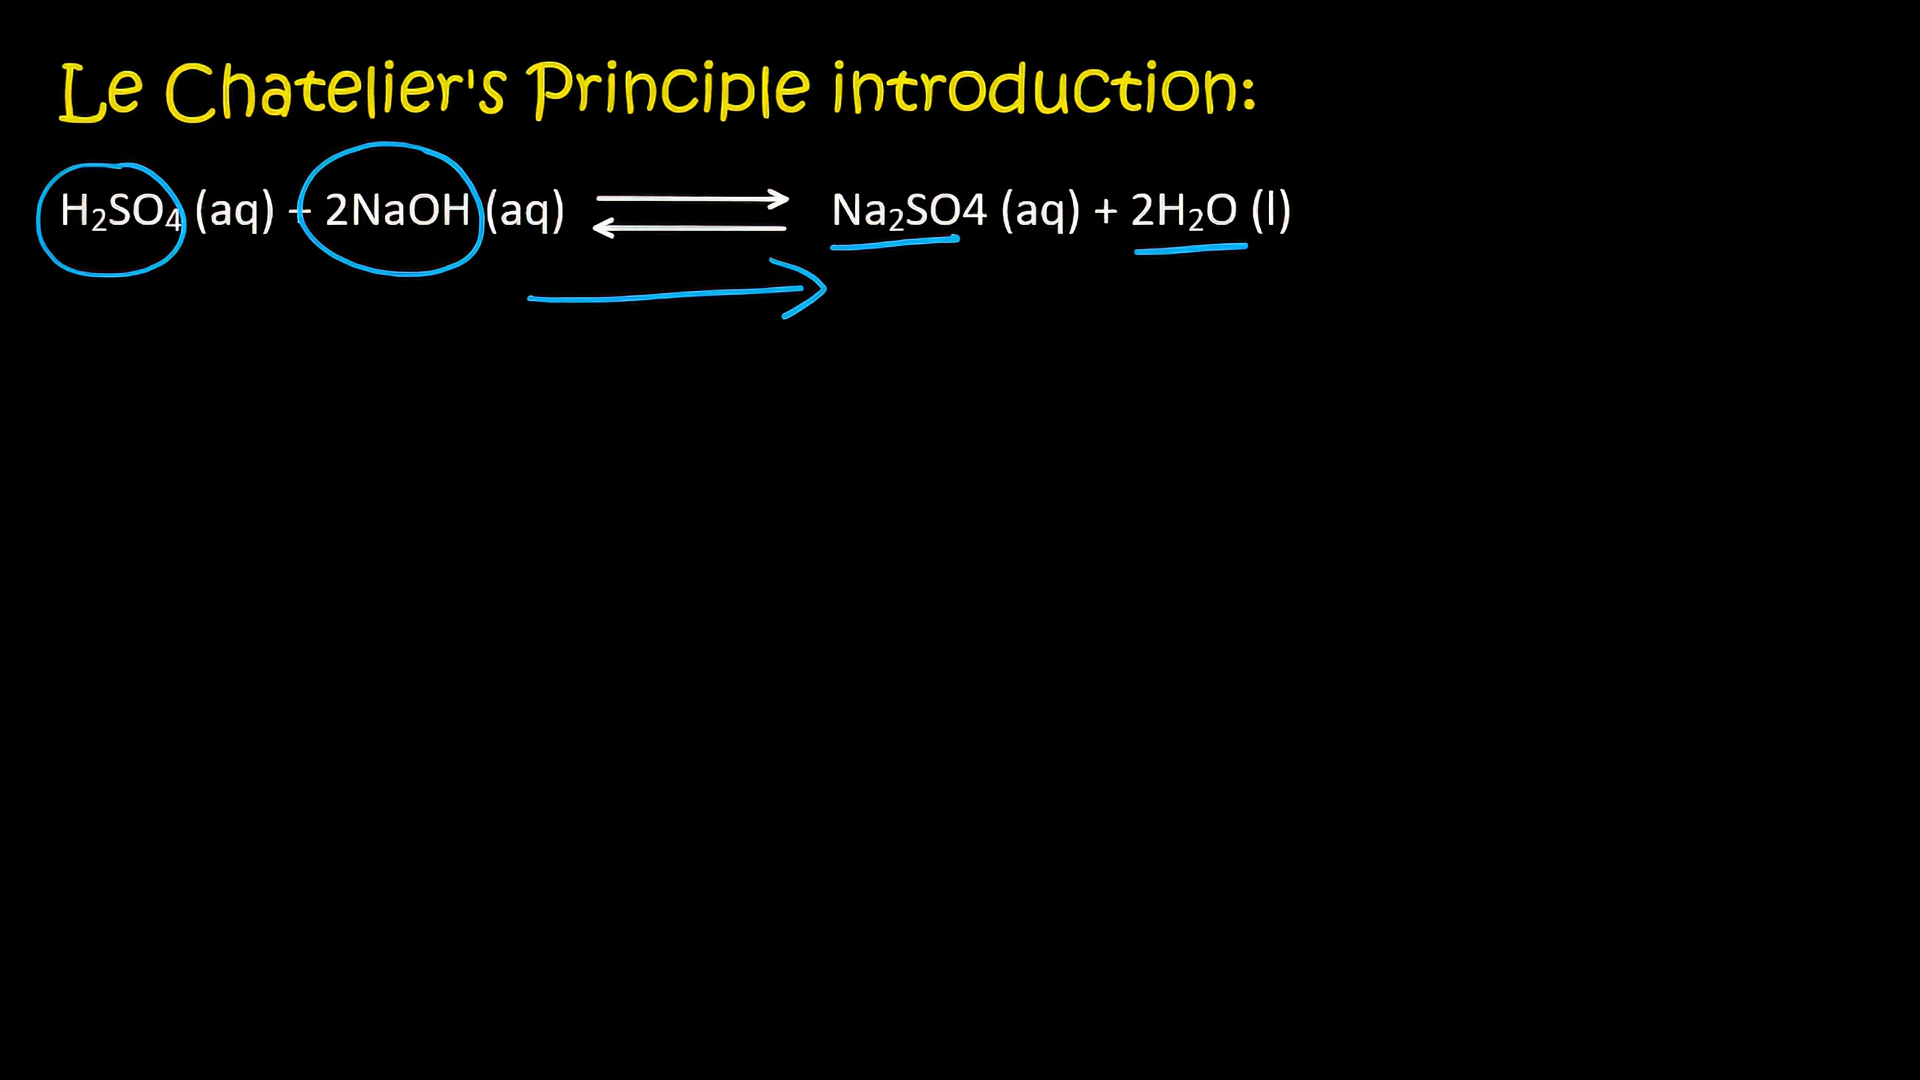 Le Chatelier's Principle introduction:
H₂SO₄ (aq) + 2NaOH (aq) ⇌ Na₂SO4 (aq) + 2H₂O (l)